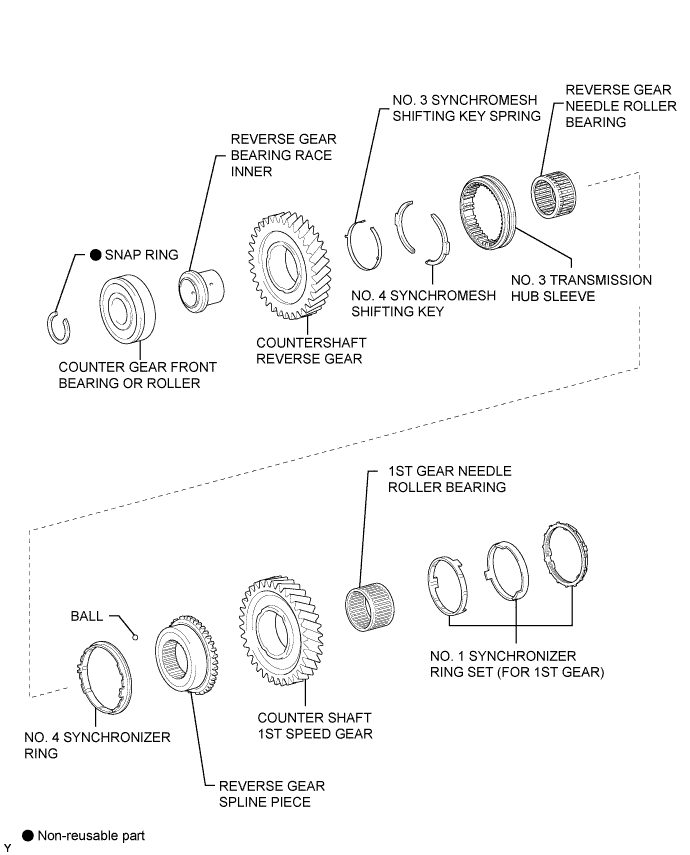 REVERSE GEAR
NEEDLE ROLLER
BEARING
NO. 3 SYNCHROMESH
SHIFTING KEY SPRING
REVERSE GEAR
BEARING RACE
INNER
● SNAP RING
NO. 3 TRANSMISSION
HUB SLEEVE
NO. 4 SYNCHROMESH
SHIFTING KEY
COUNTERSHAFT
REVERSE GEAR
COUNTER GEAR FRONT
BEARING OR ROLLER
1ST GEAR NEEDLE
ROLLER BEARING
BALL
NO. 1 SYNCHRONIZER
RING SET (FOR 1ST GEAR)
COUNTER SHAFT
1ST SPEED GEAR
NO. 4 SYNCHRONIZER
RING
REVERSE GEAR
SPLINE PIECE
● Non-reusable part
Y